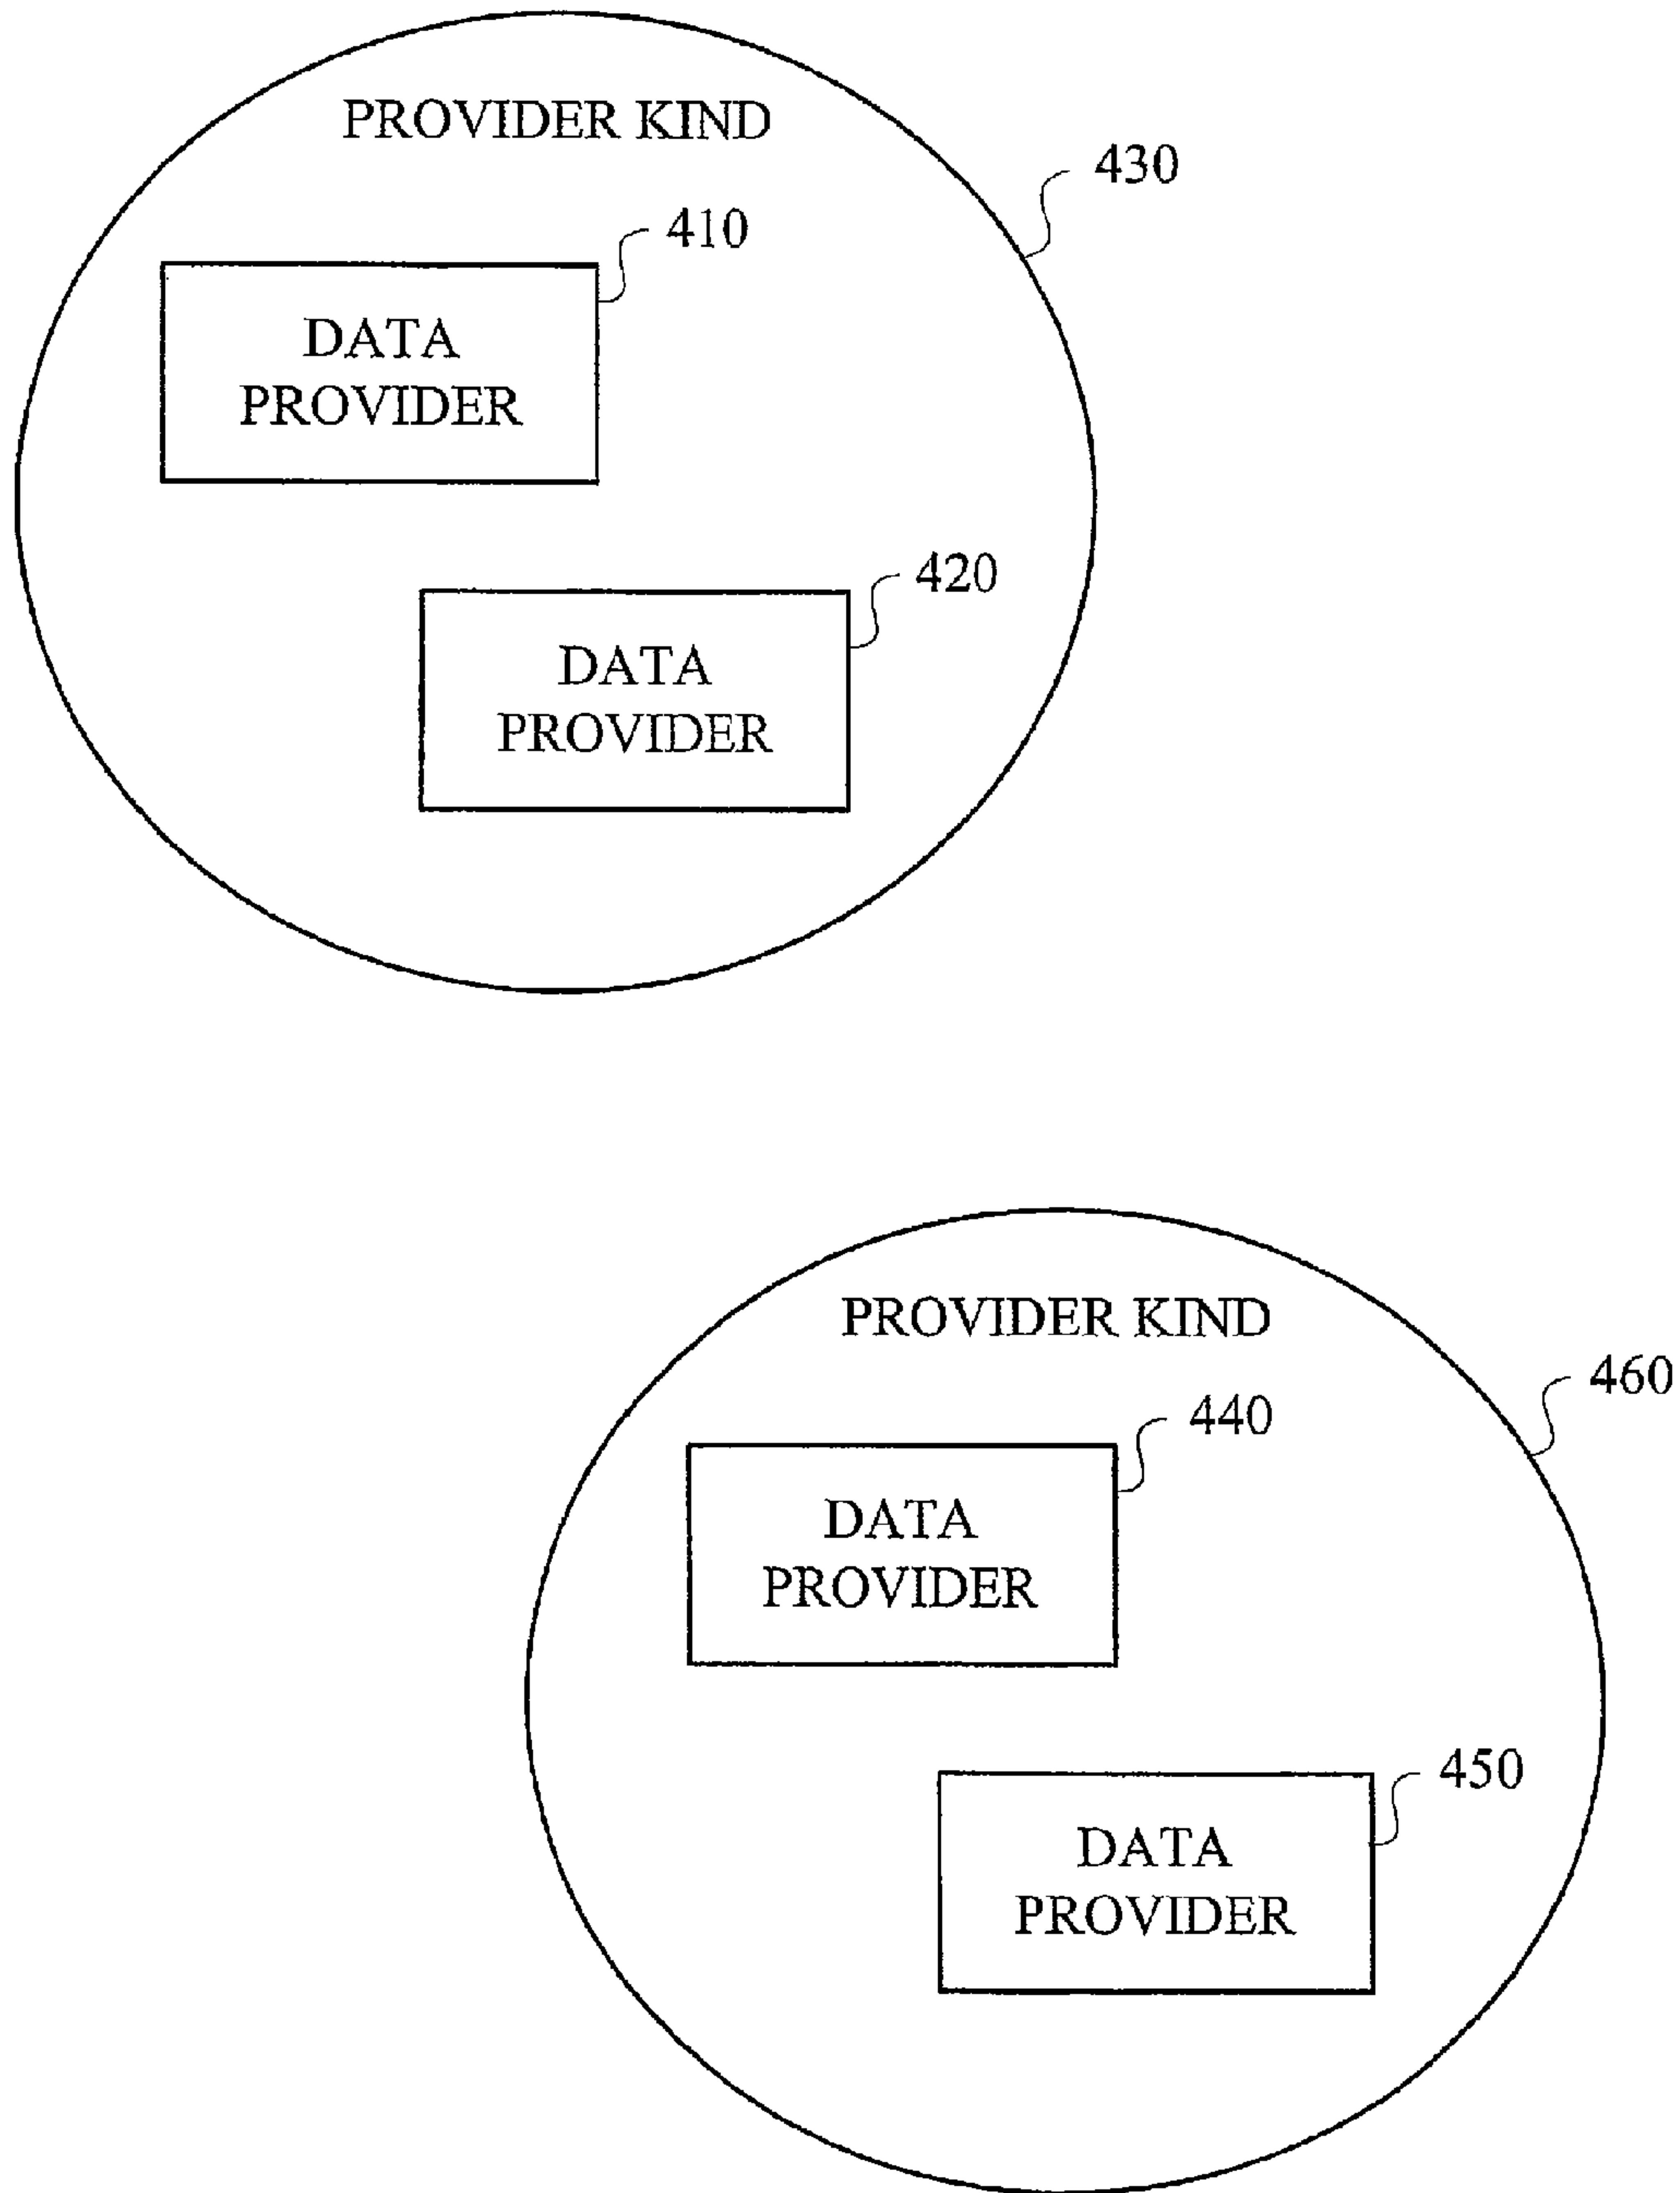 PROVIDER KIND
430
410
DATA
PROVIDER
420
DATA
PROVIDER
PROVIDER KIND
460
440
DATA
PROVIDER
450
DATA
PROVIDER